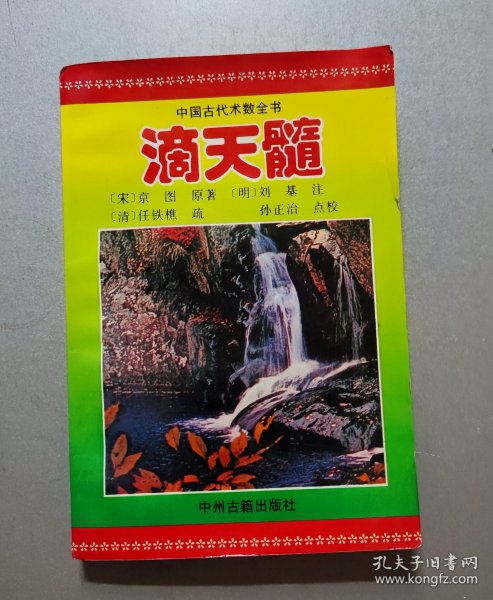 中国古代术数全书
滴天髓
〔宋〕京 图 原著 〔明〕刘 基 注
〔清〕任铁樵 疏 孙正治 点校
中州古籍出版社
孔夫子旧书网
www.kongfz.com